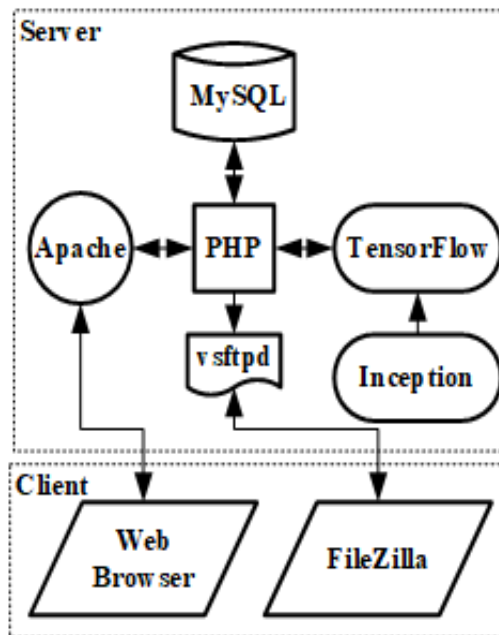 Server
MySQL
Apache
PHP
TensorFlow
vsftpd
Inception
Client
Web
Browser
FileZilla